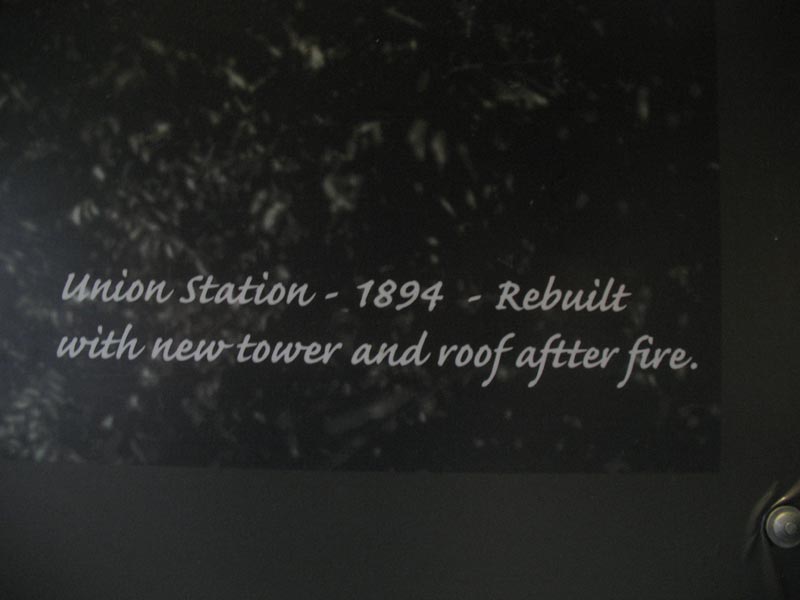 Union Station - 1894 - Rebuilt
with new tower and roof aftter fire.